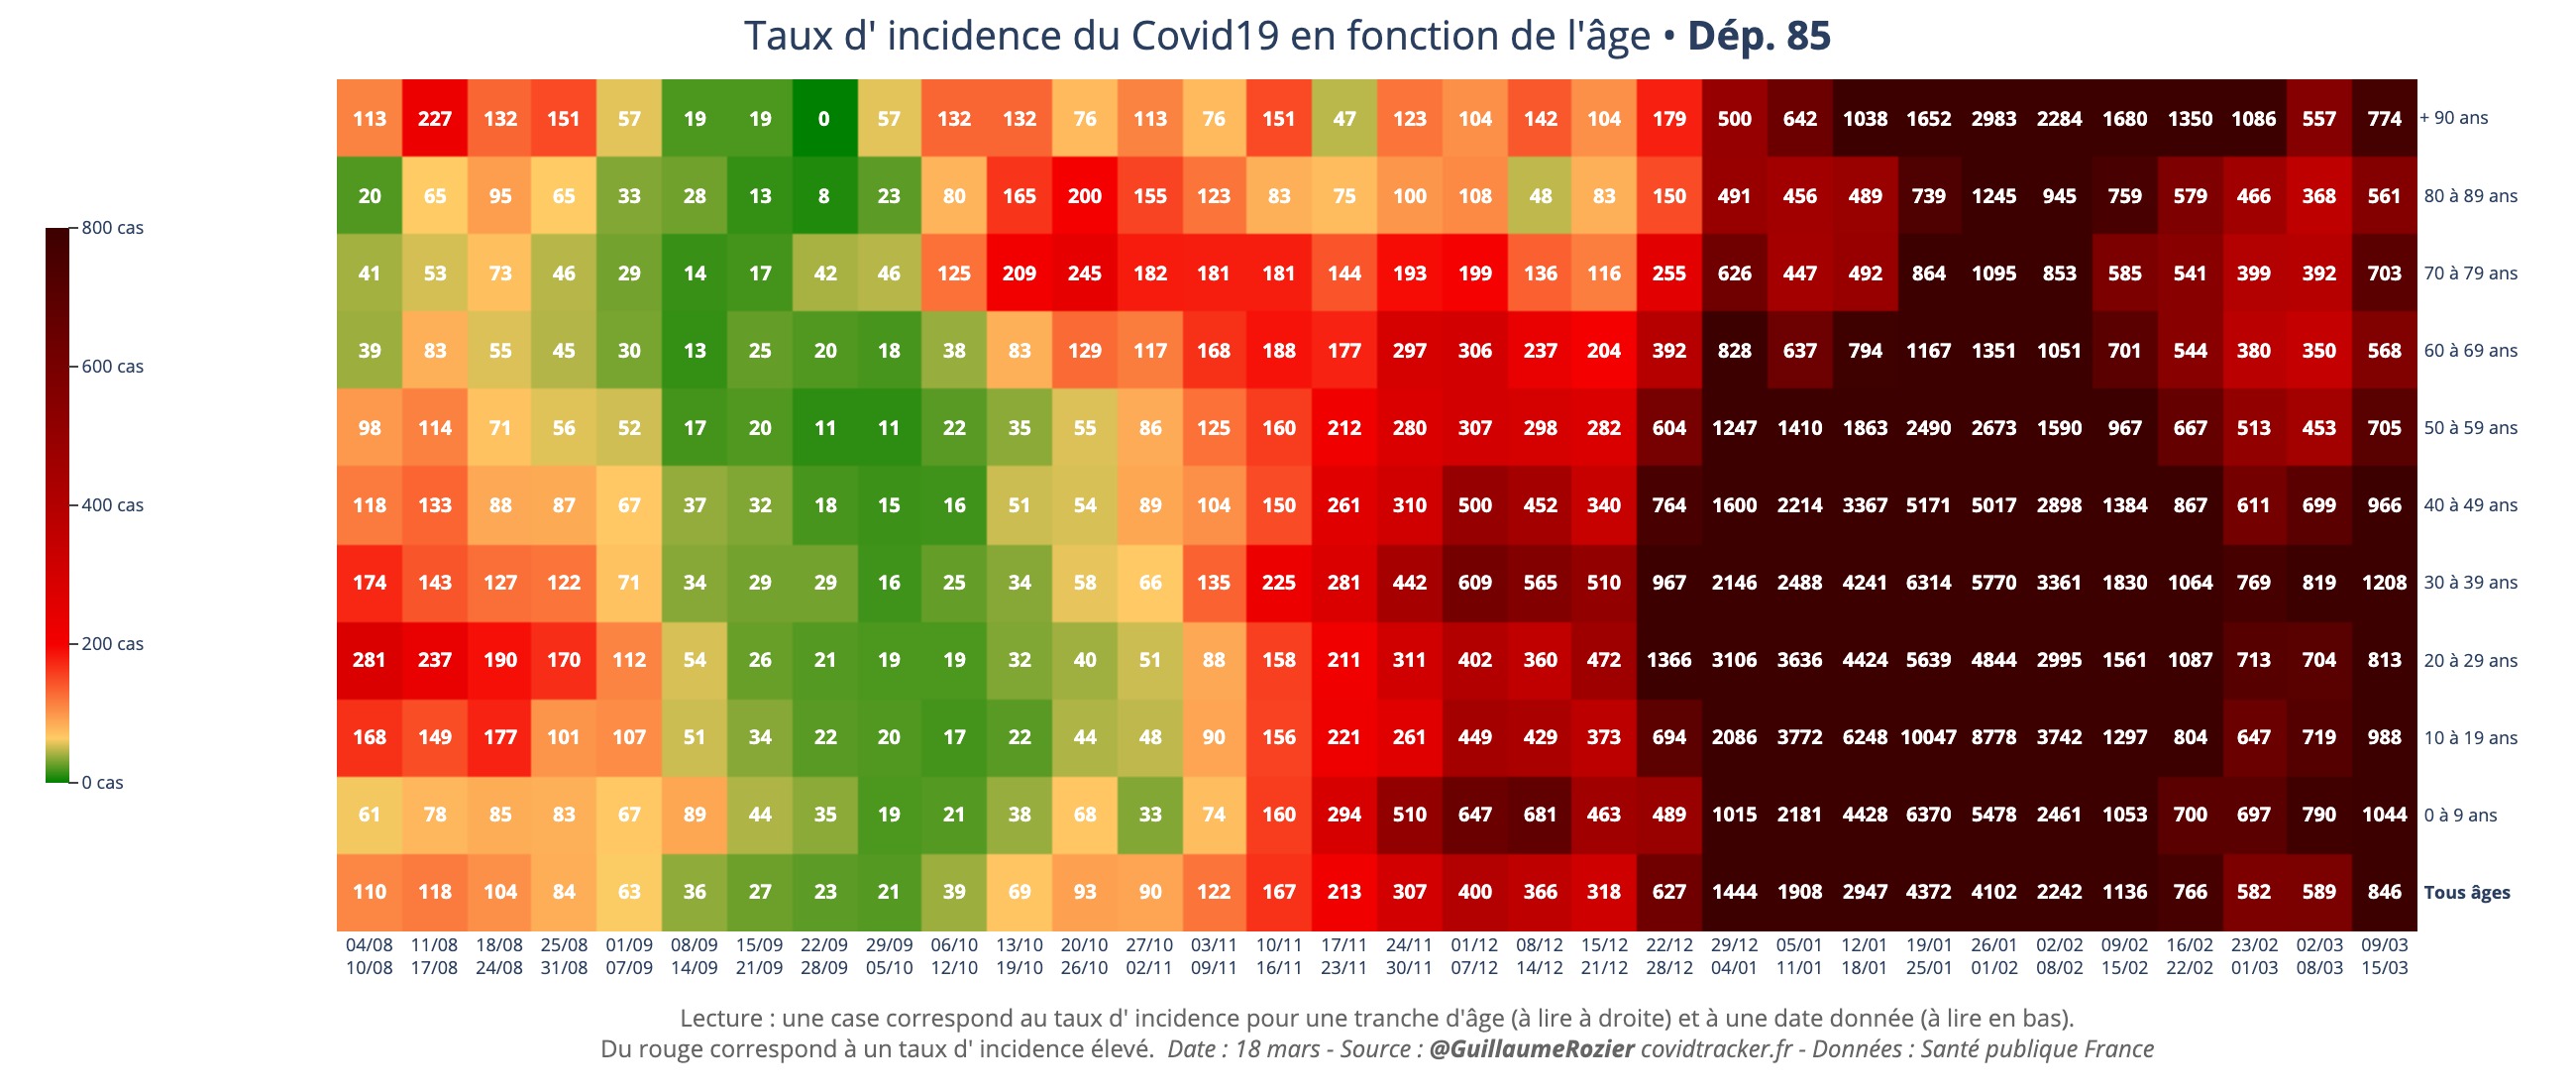 Taux d' incidence du Covid19 en fonction de l'âge • Dép. 85
800 cas
600 cas
400 cas
200 cas
0 cas
113 227 132 151 57 19 19 0 57 132 132 76 113 76 151 47 123 104 142 104 179 500 642 1038 1652 2983 2284 1680 1350 1086 557 774 + 90 ans
20 65 95 65 33 28 13 8 23 80 165 200 155 123 83 75 100 108 48 83 150 491 456 489 739 1245 945 759 579 466 368 561 80 à 89 ans
41 53 73 46 29 14 17 42 46 125 209 245 182 181 181 144 193 199 136 116 255 626 447 492 864 1095 853 585 541 399 392 703 70 à 79 ans
39 83 55 45 30 13 25 20 18 38 83 129 117 168 188 177 297 306 237 204 392 828 637 794 1167 1351 1051 701 544 380 350 568 60 à 69 ans
98 114 71 56 52 17 20 11 11 22 35 55 86 125 160 212 280 307 298 282 604 1247 1410 1863 2490 2673 1590 967 667 513 453 705 50 à 59 ans
118 133 88 87 67 37 32 18 15 16 51 54 89 104 150 261 310 500 452 340 764 1600 2214 3367 5171 5017 2898 1384 867 611 699 966 40 à 49 ans
174 143 127 122 71 34 29 29 16 25 34 58 66 135 225 281 442 609 565 510 967 2146 2488 4241 6314 5770 3361 1830 1064 769 819 1208 30 à 39 ans
281 237 190 170 112 54 26 21 19 19 32 40 51 88 158 211 311 402 360 472 1366 3106 3636 4424 5639 4844 2995 1561 1087 713 704 813 20 à 29 ans
168 149 177 101 107 51 34 22 20 17 22 44 48 90 156 221 261 449 429 373 694 2086 3772 6248 10047 8778 3742 1297 804 647 719 988 10 à 19 ans
61 78 85 83 67 89 44 35 19 21 38 68 33 74 160 294 510 647 681 463 489 1015 2181 4428 6370 5478 2461 1053 700 697 790 1044 0 à 9 ans
110 118 104 84 63 36 27 23 21 39 69 93 90 122 167 213 307 400 366 318 627 1444 1908 2947 4372 4102 2242 1136 766 582 589 846 Tous âges
04/08 11/08 18/08 25/08 01/09 08/09 15/09 22/09 29/09 06/10 13/10 20/10 27/10 03/11 10/11 17/11 24/11 01/12 08/12 15/12 22/12 29/12 05/01 12/01 19/01 26/01 02/02 09/02 16/02 23/02 02/03 09/03
10/08 17/08 24/08 31/08 07/09 14/09 21/09 28/09 05/10 12/10 19/10 26/10 02/11 09/11 16/11 23/11 30/11 07/12 14/12 21/12 28/12 04/01 11/01 18/01 25/01 01/02 08/02 15/02 22/02 01/03 08/03 15/03
Lecture : une case correspond au taux d' incidence pour une tranche d'âge (à lire à droite) et à une date donnée (à lire en bas).
Du rouge correspond à un taux d' incidence élevé. Date : 18 mars - Source : @GuillaumeRozier covidtracker.fr - Données : Santé publique France